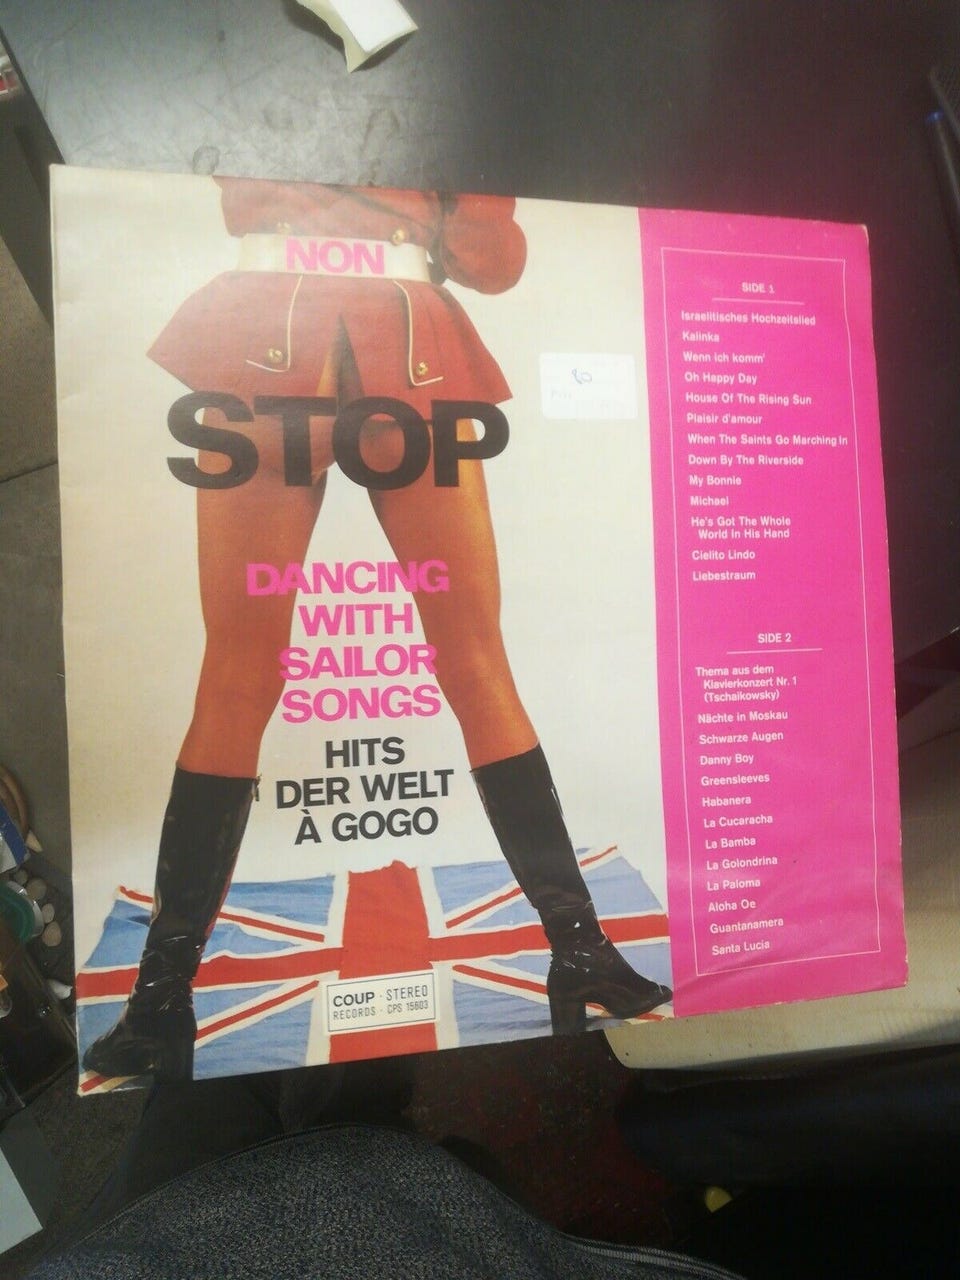 NON
STOP
DANCING
WITH
SAILOR
SONGS
HITS
DER WELT
À GOGO
COUP · STEREO
RECORDS · CPS 15603
80
SIDE 1
Israelitisches Hochzeitslied
Kalinka
Wenn ich komm'
Oh Happy Day
House Of The Rising Sun
Plaisir d'amour
When The Saints Go Marching In
Down By The Riverside
My Bonnie
Michael
He's Got The Whole
World In His Hand
Cielito Lindo
Liebestraum
SIDE 2
Thema aus dem
Klavierkonzert Nr. 1
(Tschaikowsky)
Nächte in Moskau
Schwarze Augen
Danny Boy
Greensleeves
Habanera
La Cucaracha
La Bamba
La Golondrina
La Paloma
Aloha Oe
Guantanamera
Santa Lucia